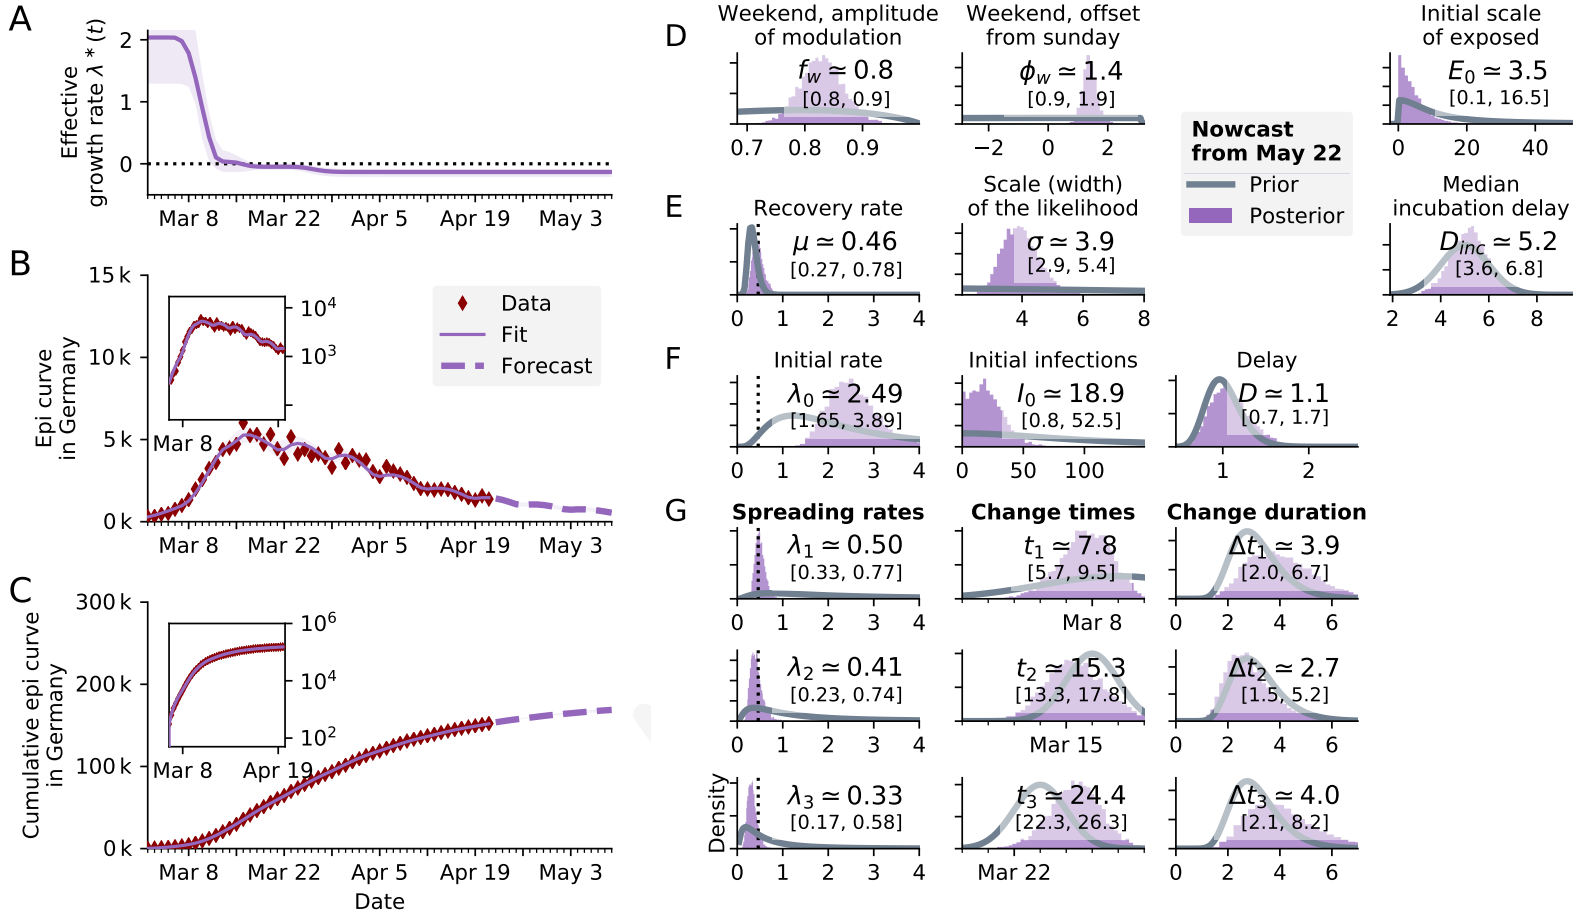 A
Effective
growth rate λ*(t)
2
1
0
Mar 8
Mar 22
Apr 5
Apr 19
May 3
B
Epi curve
in Germany
15 k
10 k
5 k
0 k
10^4
10^3
Mar 8
Data
Fit
Forecast
Mar 8
Mar 22
Apr 5
Apr 19
May 3
C
Cumulative epi curve
in Germany
300 k
200 k
100 k
0 k
10^6
10^4
10^2
Mar 8
Apr 19
Mar 8
Mar 22
Apr 5
Apr 19
May 3
Date
D
Weekend, amplitude
of modulation
f_w ≃ 0.8
[0.8, 0.9]
0.7
0.8
0.9
Weekend, offset
from sunday
ϕ_w ≃ 1.4
[0.9, 1.9]
−2
0
2
Initial scale
of exposed
E_0 ≃ 3.5
[0.1, 16.5]
0
20
40
Nowcast
from May 22
Prior
Posterior
E
Recovery rate
μ ≃ 0.46
[0.27, 0.78]
0 1 2 3 4
Scale (width)
of the likelihood
σ ≃ 3.9
[2.9, 5.4]
4 6 8
Median
incubation delay
D_inc ≃ 5.2
[3.6, 6.8]
2 4 6 8
F
Initial rate
λ_0 ≃ 2.49
[1.65, 3.89]
0 1 2 3 4
Initial infections
I_0 ≃ 18.9
[0.8, 52.5]
0 50 100
Delay
D ≃ 1.1
[0.7, 1.7]
1 2
G
Spreading rates
Change times
Change duration
λ_1 ≃ 0.50
[0.33, 0.77]
0 1 2 3 4
t_1 ≃ 7.8
[5.7, 9.5]
Mar 8
Δt_1 ≃ 3.9
[2.0, 6.7]
0 2 4 6
λ_2 ≃ 0.41
[0.23, 0.74]
0 1 2 3 4
t_2 ≃ 15.3
[13.3, 17.8]
Mar 15
Δt_2 ≃ 2.7
[1.5, 5.2]
0 2 4 6
Density
λ_3 ≃ 0.33
[0.17, 0.58]
0 1 2 3 4
t_3 ≃ 24.4
[22.3, 26.3]
Mar 22
Δt_3 ≃ 4.0
[2.1, 8.2]
0 2 4 6